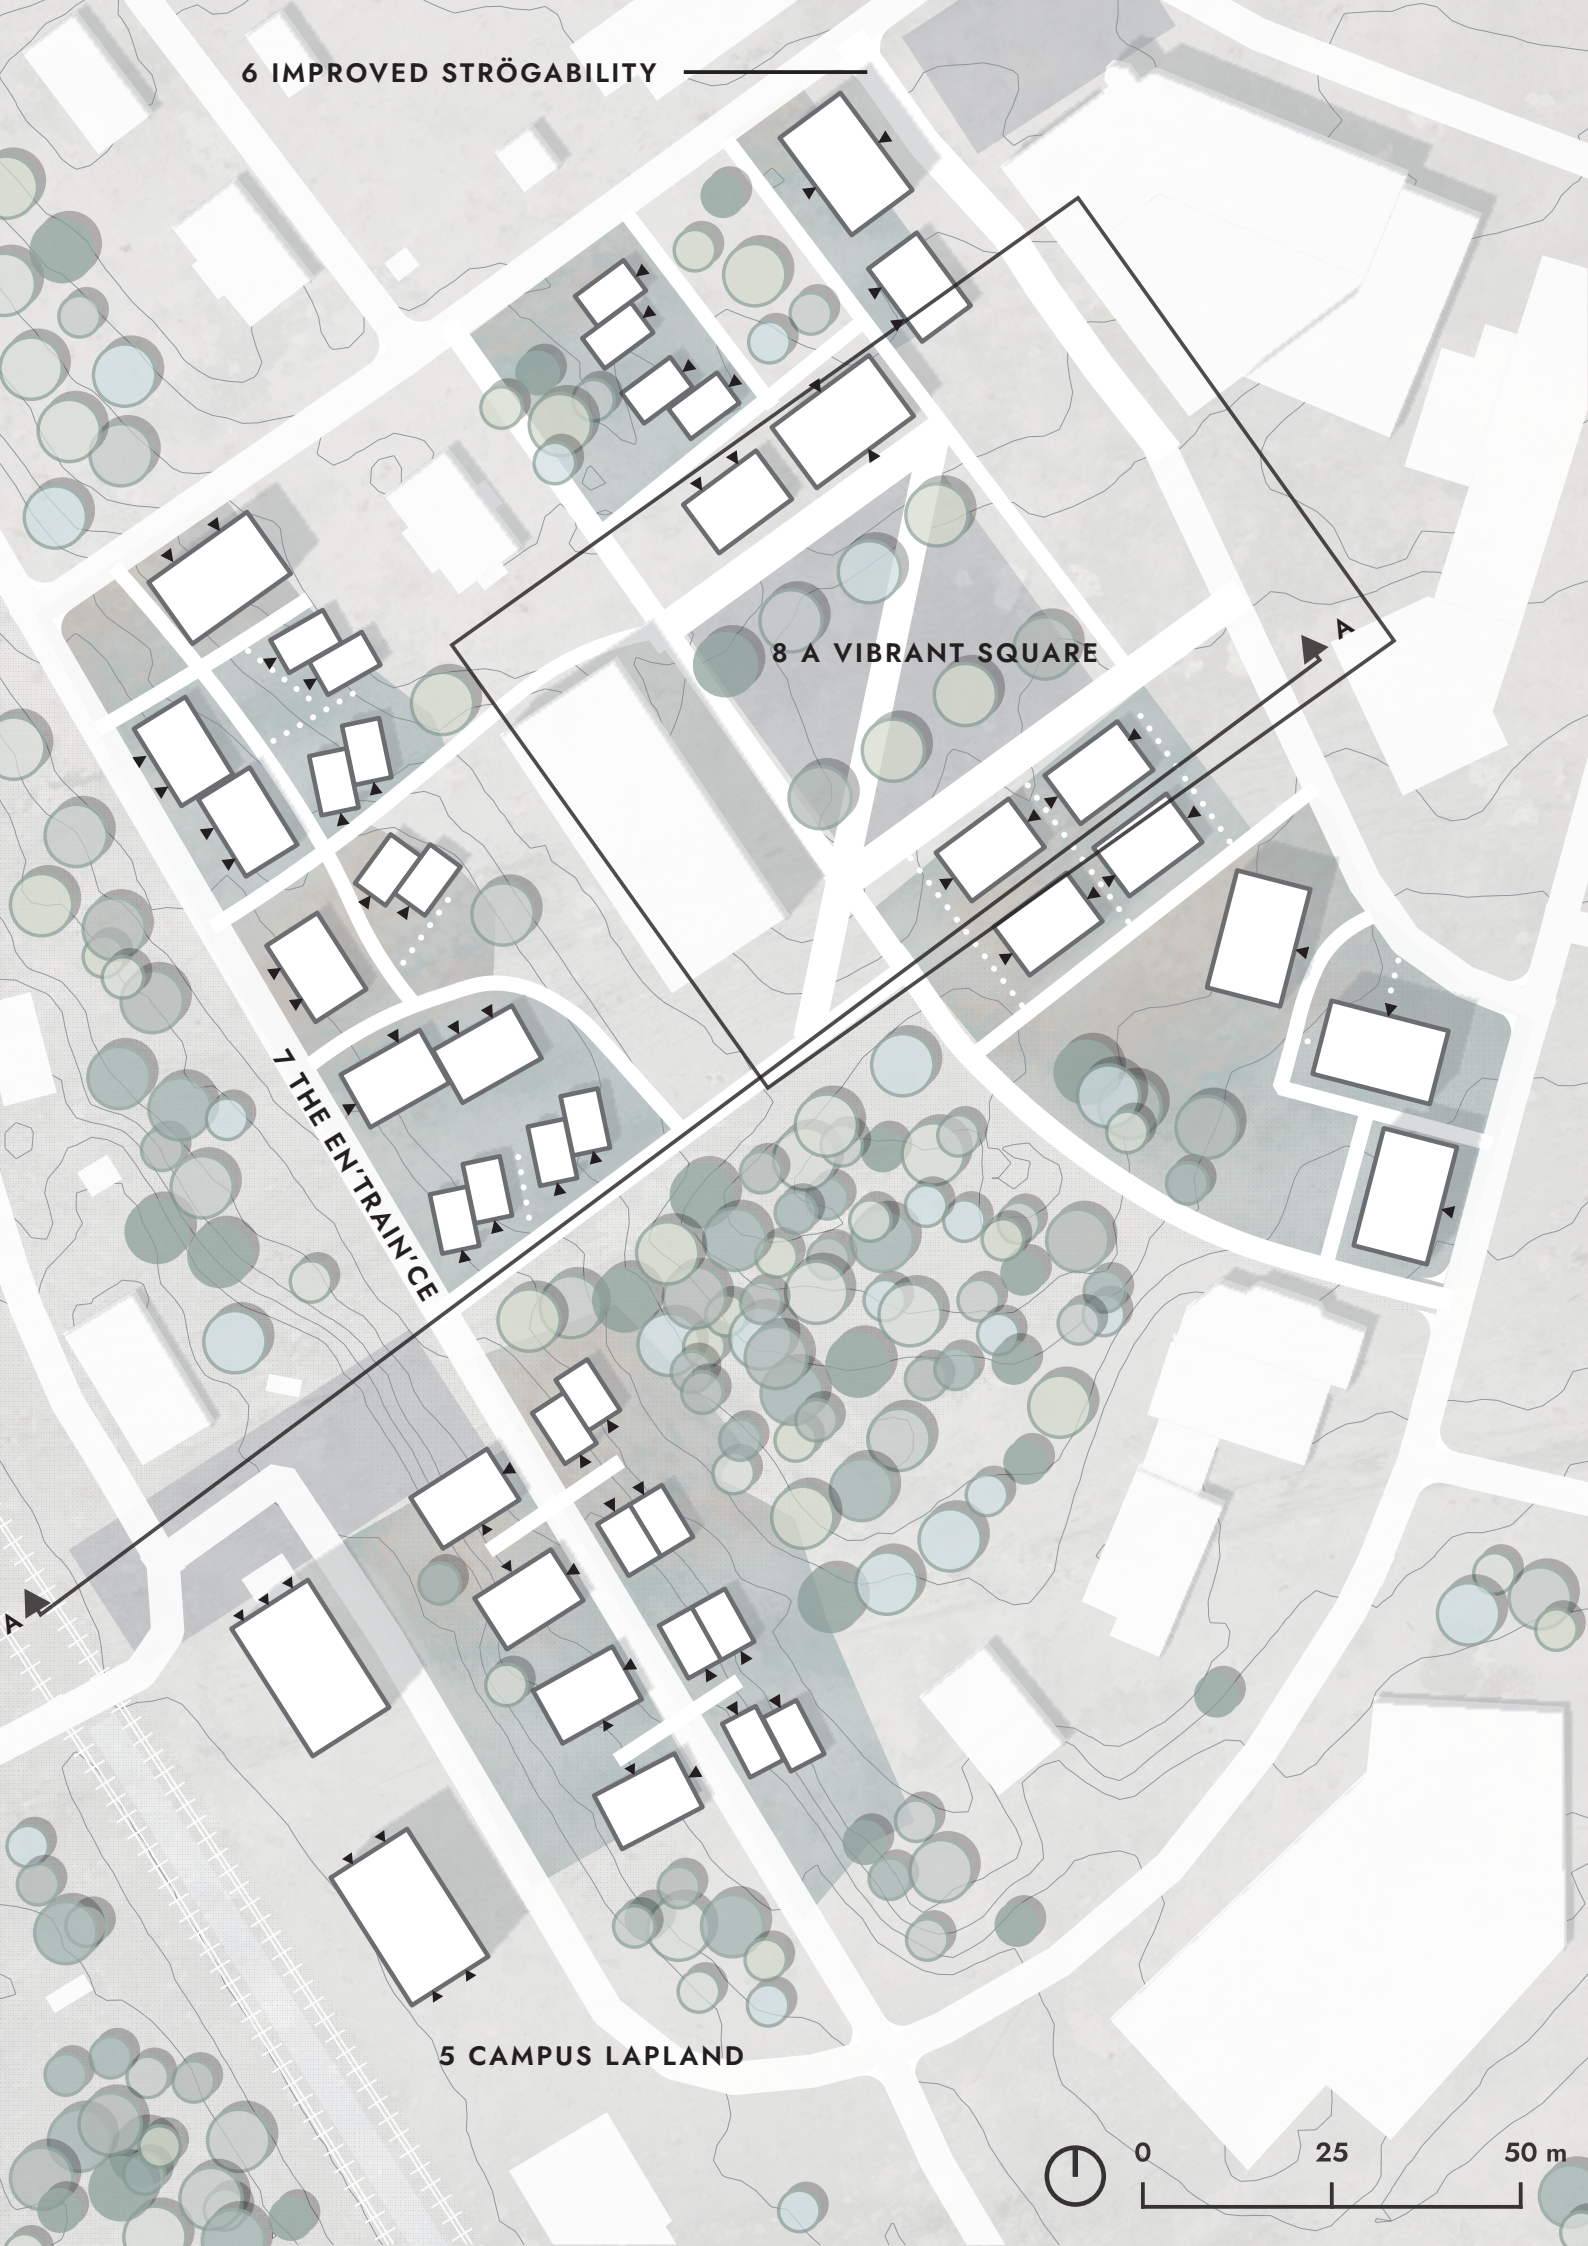 6 IMPROVED STRÖGABILITY
8 A VIBRANT SQUARE
A
7 THE EN'TRAIN'CE
A
5 CAMPUS LAPLAND
0 25 50 m